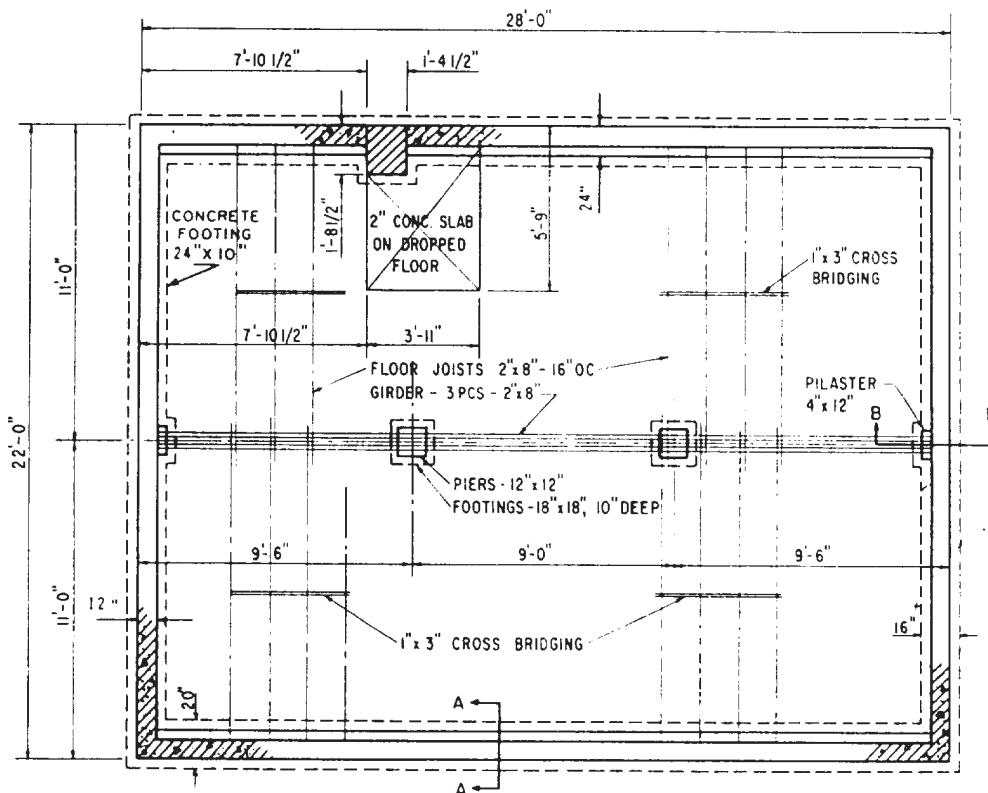 28'-0"
7'-10 1/2"
1'-4 1/2"
CONCRETE
FOOTING
24" X 10"
1'-8 1/2"
2" CONC. SLAB
ON DROPPED
FLOOR
5'-9"
24"
1"x 3" CROSS
BRIDGING
11'-0"
22'-0"
7'-10 1/2"
3'-11"
FLOOR JOISTS 2"x 8" - 16" OC
GIRDER - 3 PCS - 2"x 8"
PILASTER
4"x 12"
B
PIERS - 12"x 12"
FOOTINGS - 18"x 18", 10" DEEP
9'-6"
9'-0"
9'-6"
11'-0"
12"
1"x 3" CROSS BRIDGING
16"
20"
A
A